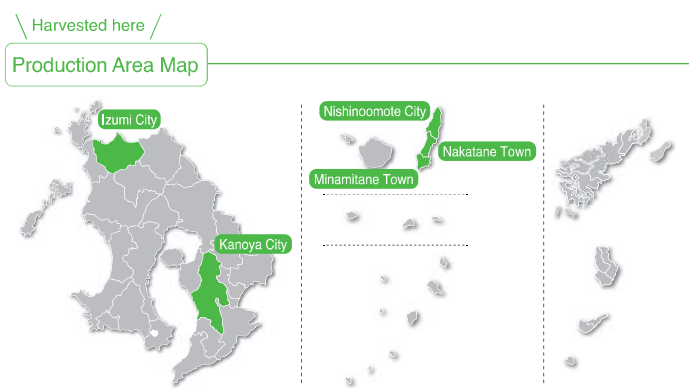 Harvested here
Production Area Map
Izumi City
Nishinoomote City
Nakatane Town
Minamitane Town
Kanoya City